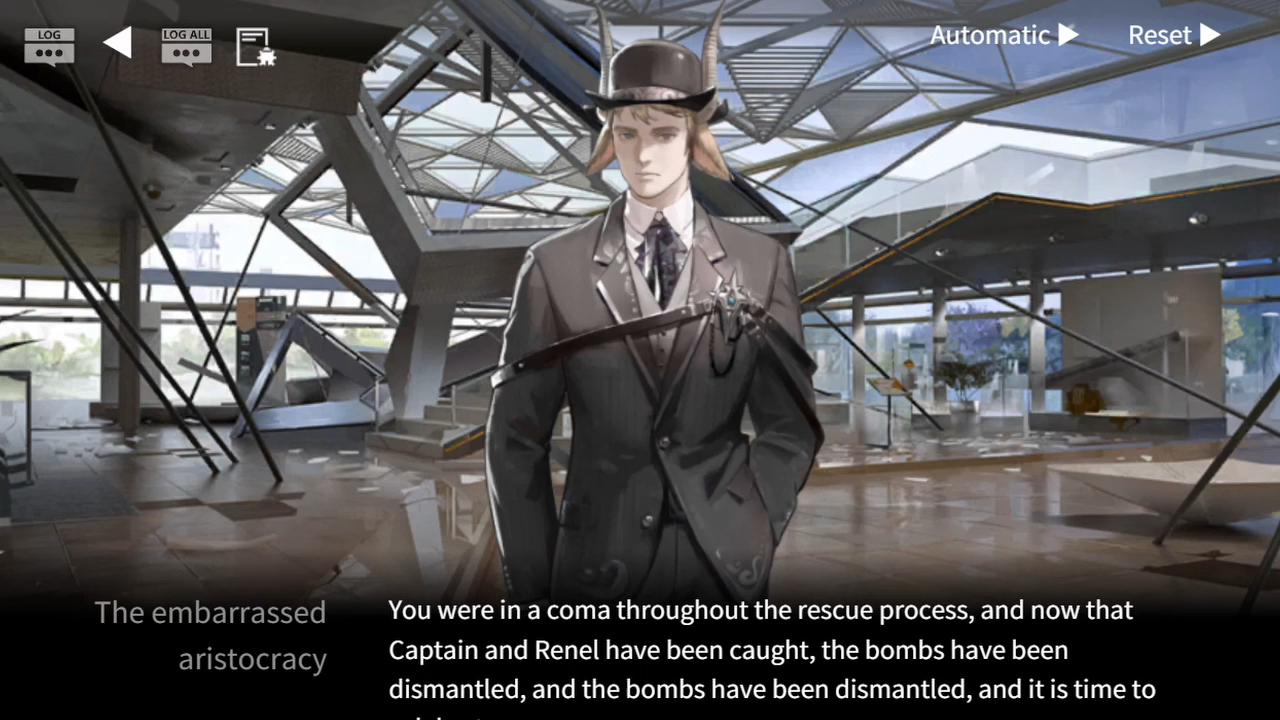 LOG
LOG ALL
Automatic
Reset
The embarrassed
aristocracy
You were in a coma throughout the rescue process, and now that
Captain and Renel have been caught, the bombs have been
dismantled, and the bombs have been dismantled, and it is time to